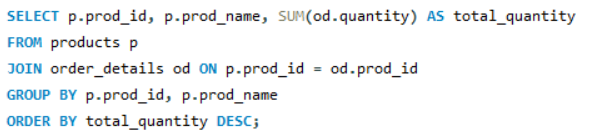 SELECT p.prod_id, p.prod_name, SUM(od.quantity) AS total_quantity
FROM products p
JOIN order_details od ON p.prod_id = od.prod_id
GROUP BY p.prod_id, p.prod_name
ORDER BY total_quantity DESC;